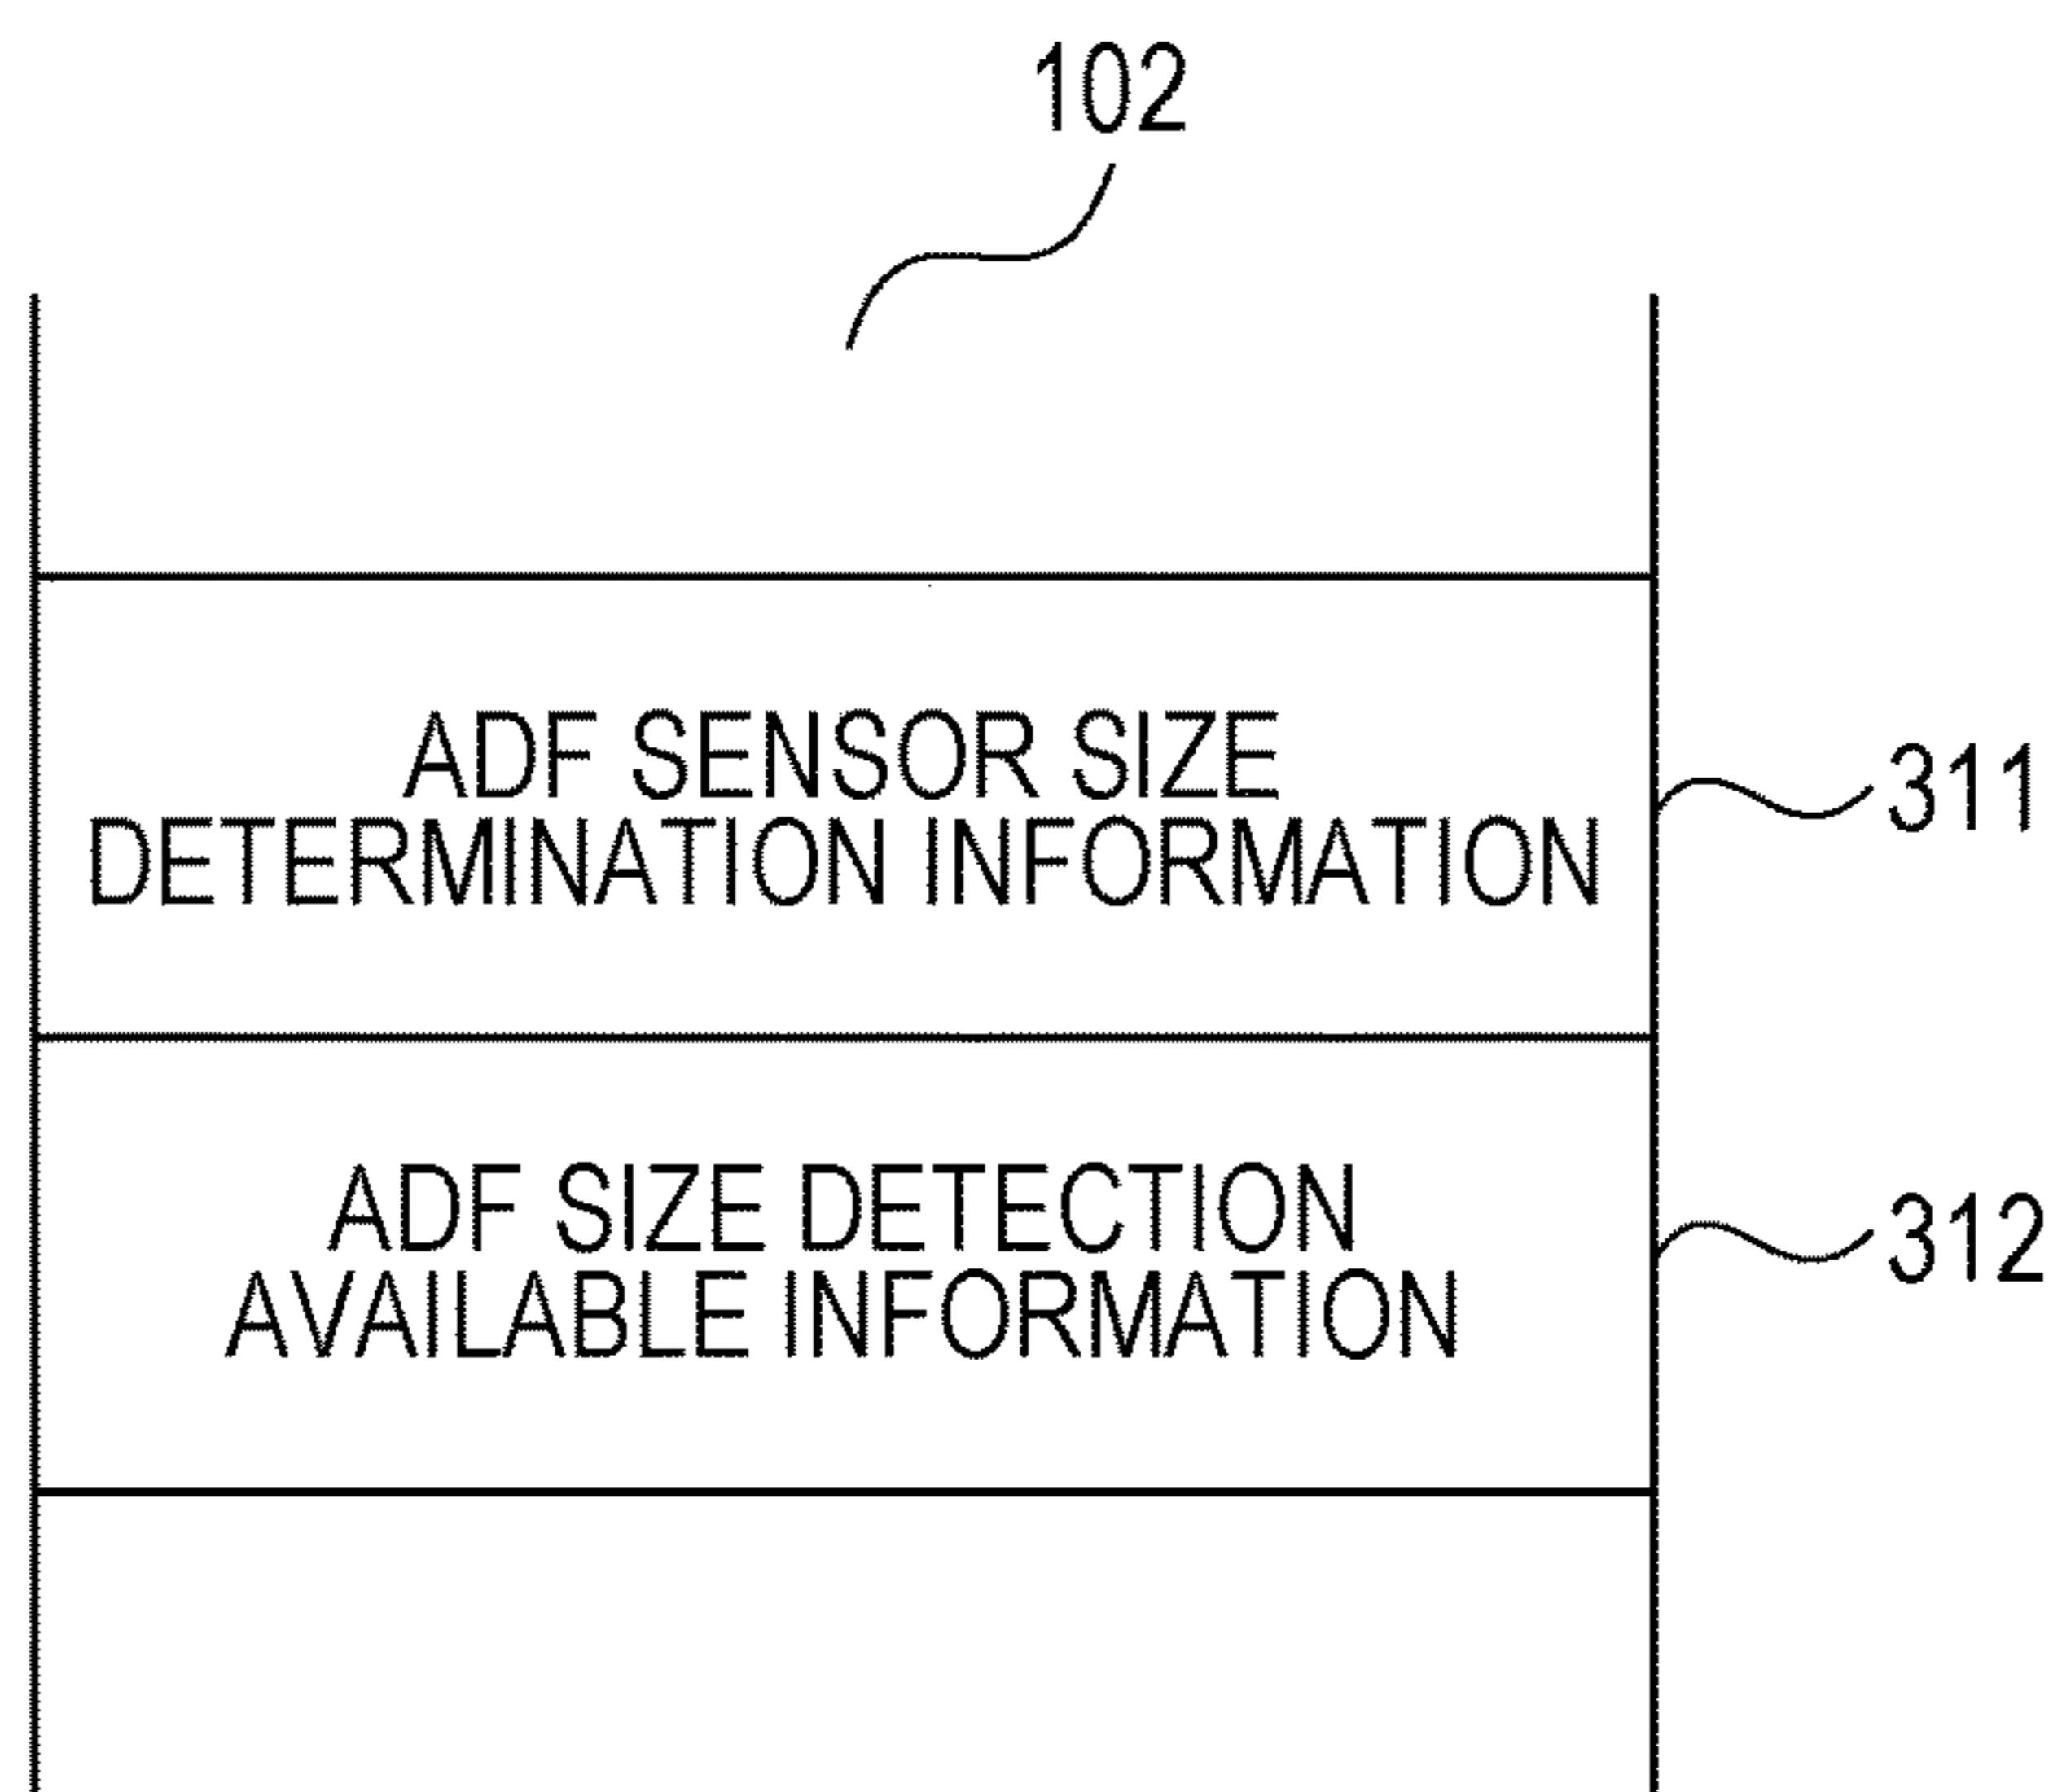 102
ADF SENSOR SIZE
DETERMINATION INFORMATION
311
ADF SIZE DETECTION
AVAILABLE INFORMATION
312